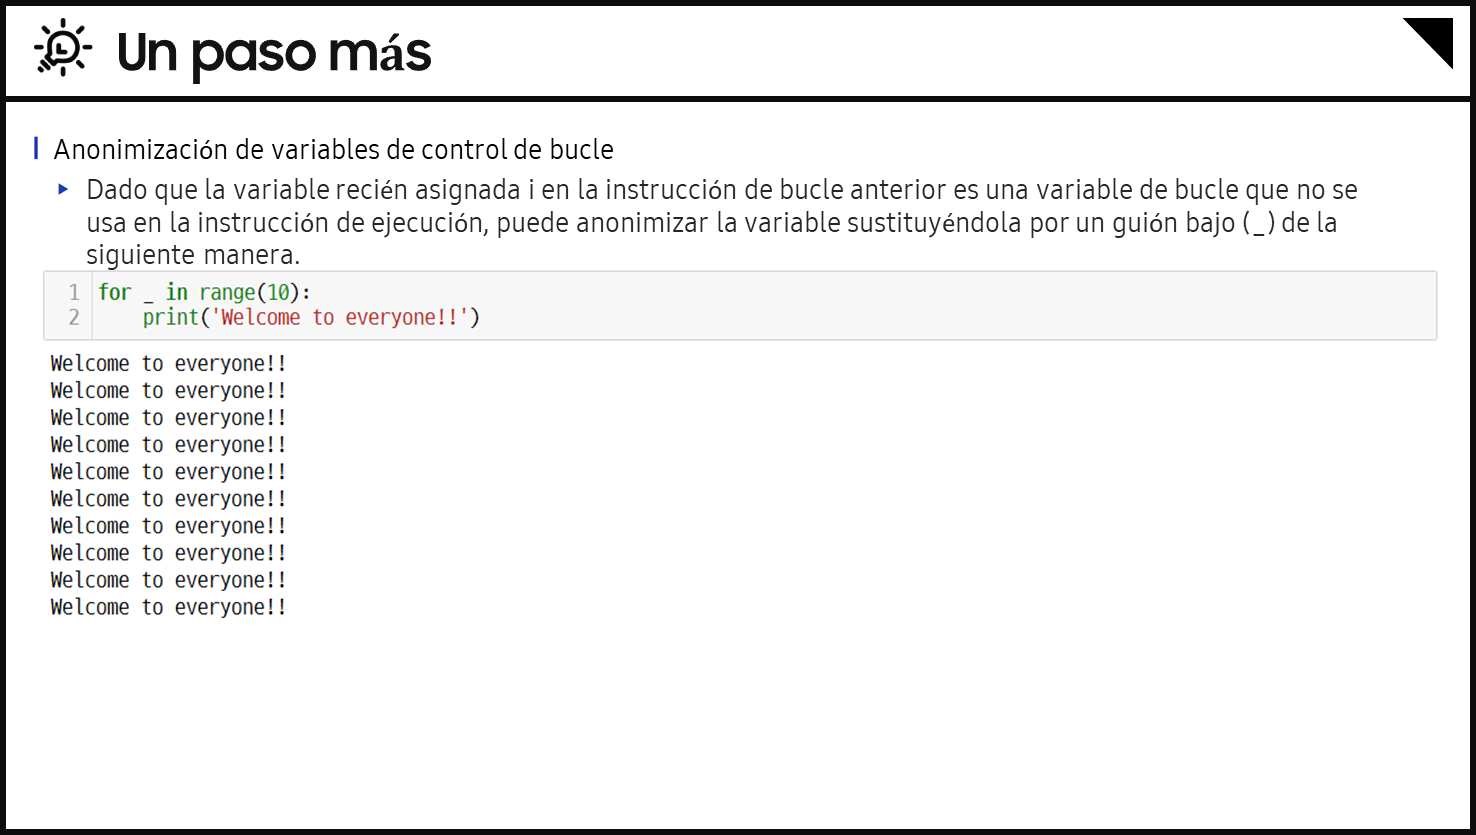 Un paso más
Anonimización de variables de control de bucle
Dado que la variable recién asignada i en la instrucción de bucle anterior es una variable de bucle que no se
usa en la instrucción de ejecución, puede anonimizar la variable sustituyéndola por un guión bajo (_) de la
siguiente manera.
1 for _ in range(10):
2     print('Welcome to everyone!!')
Welcome to everyone!!
Welcome to everyone!!
Welcome to everyone!!
Welcome to everyone!!
Welcome to everyone!!
Welcome to everyone!!
Welcome to everyone!!
Welcome to everyone!!
Welcome to everyone!!
Welcome to everyone!!